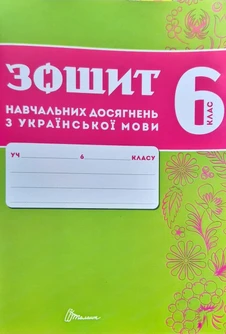 ЗОШИТ
НАВЧАЛЬНИХ ДОСЯГНЕНЬ
З УКРАЇНСЬКОЇ МОВИ
6
КЛАС
УЧ 6 КЛАСУ